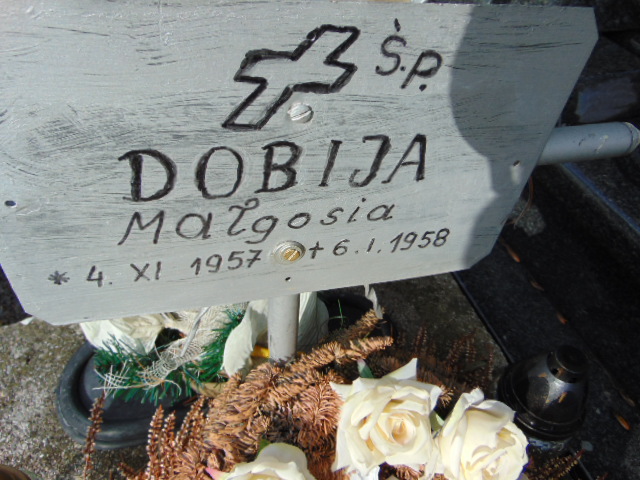 Ś.P.
DOBIJA
Małgosia
* 4. XI 1957 + 6.I.1958